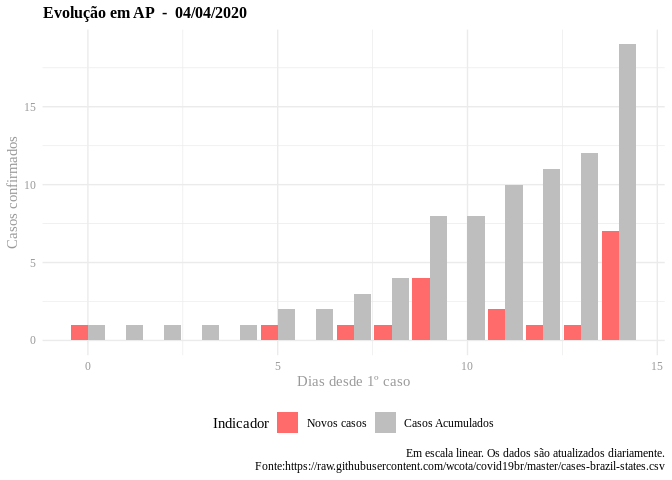 Evolução em AP - 04/04/2020
Casos confirmados
15
10
5
0
0 5 10 15
Dias desde 1º caso
Indicador Novos casos Casos Acumulados
Em escala linear. Os dados são atualizados diariamente.
Fonte:https://raw.githubusercontent.com/wcota/covid19br/master/cases-brazil-states.csv